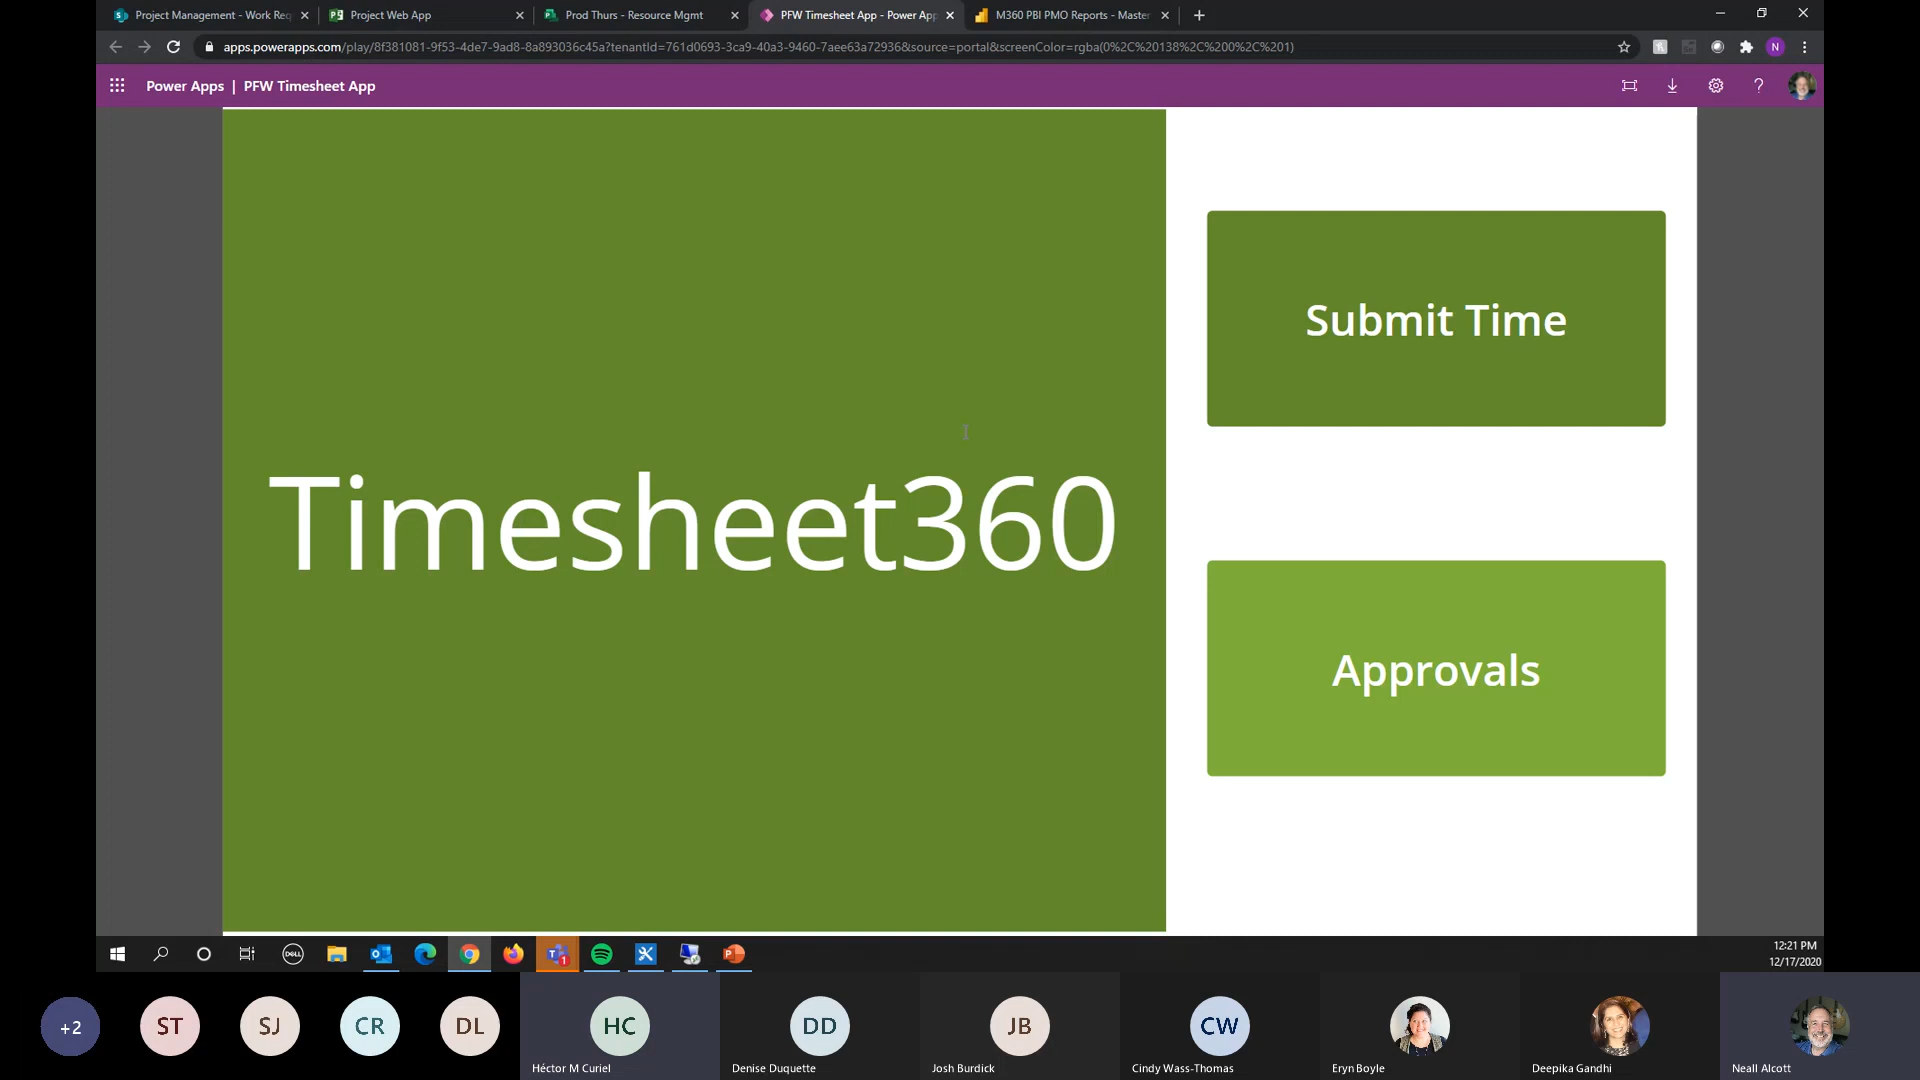 Project Management - Work Req
Project Web App
Prod Thurs - Resource Mgmt
PFW Timesheet App - Power App
M360 PBI PMO Reports - Master
apps.powerapps.com/play/8f381081-9f53-4de7-9ad8-8a893036c45a?tenantId=761d0693-3ca9-40a3-9460-7aee63a72936&source=portal&screenColor=rgba(0%2C%20138%2C%200%2C%201)
N
Power Apps | PFW Timesheet App
?
Submit Time
Timesheet360
Approvals
DELL
12:21 PM
12/17/2020
+2
ST
SJ
CR
DL
HC
DD
JB
CW
Héctor M Curiel
Denise Duquette
Josh Burdick
Cindy Wass-Thomas
Eryn Boyle
Deepika Gandhi
Neall Alcott